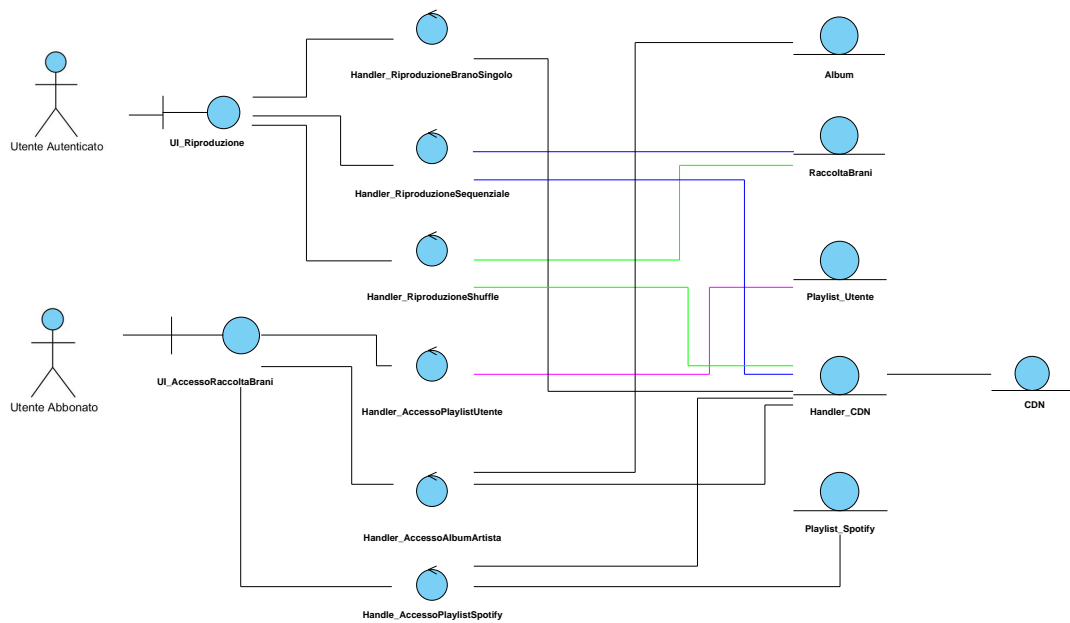 Utente Autenticato
UI_Riproduzione
Handler_RiproduzioneBranoSingolo
Album
Handler_RiproduzioneSequenziale
RaccoltaBrani
Handler_RiproduzioneShuffle
Playlist_Utente
Utente Abbonato
UI_AccessoRaccoltaBrani
Handler_AccessoPlaylistUtente
Handler_CDN
CDN
Handler_AccessoAlbumArtista
Playlist_Spotify
Handle_AccessoPlaylistSpotify